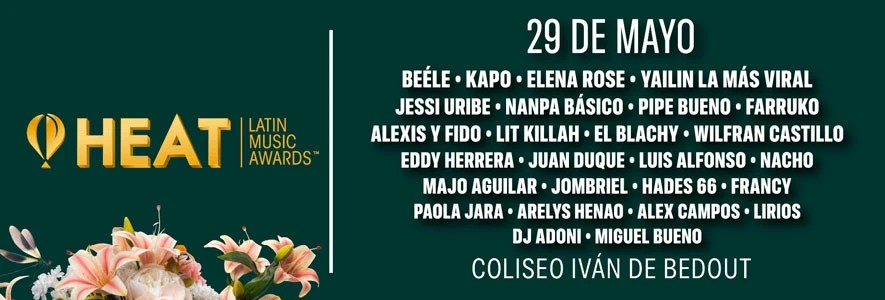 HEAT
LATIN
MUSIC
AWARDS™
29 DE MAYO
BEÉLE • KAPO • ELENA ROSE • YAILIN LA MÁS VIRAL
JESSI URIBE • NANPA BÁSICO • PIPE BUENO • FARRUKO
ALEXIS Y FIDO • LIT KILLAH • EL BLACHY • WILFRAN CASTILLO
EDDY HERRERA • JUAN DUQUE • LUIS ALFONSO • NACHO
MAJO AGUILAR • JOMBRIEL • HADES 66 • FRANCY
PAOLA JARA • ARELYS HENAO • ALEX CAMPOS • LIRIOS
DJ ADONI • MIGUEL BUENO
COLISEO IVÁN DE BEDOUT